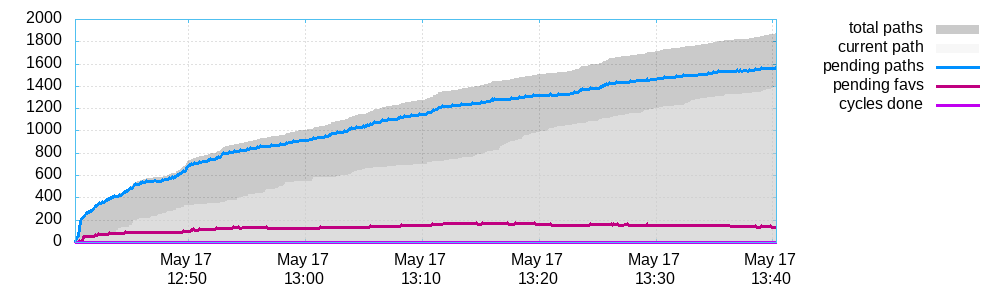 2000
1800
1600
1400
1200
1000
800
600
400
200
0
May 17
12:50
May 17
13:00
May 17
13:10
May 17
13:20
May 17
13:30
May 17
13:40
total paths
current path
pending paths
pending favs
cycles done